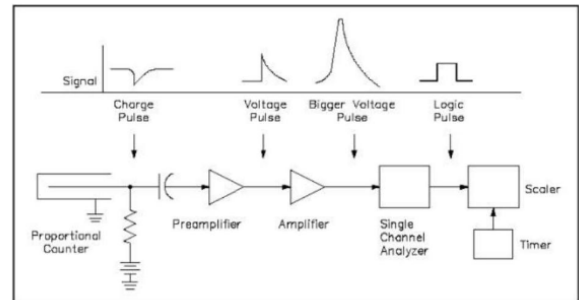 Signal
Charge
Pulse
Voltage
Pulse
Bigger Voltage
Pulse
Logic
Pulse
Proportional
Counter
Preamplifier
Amplifier
Single
Channel
Analyzer
Scaler
Timer